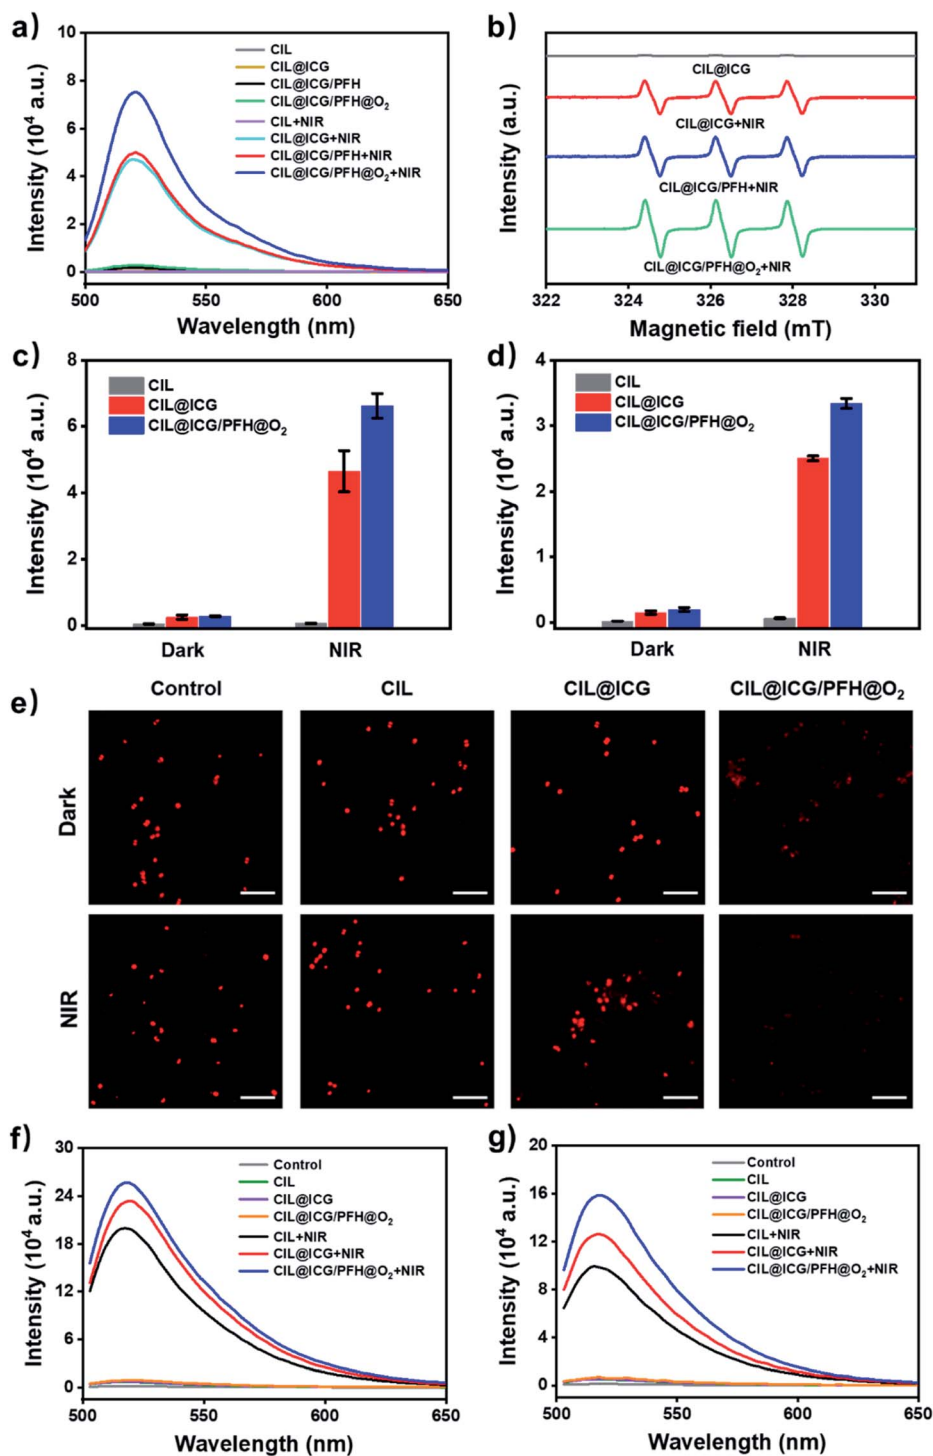 a)
Intensity (10⁴ a.u.)
10
8
6
4
2
0
500
550
600
650
Wavelength (nm)
CIL
CIL@ICG
CIL@ICG/PFH
CIL@ICG/PFH@O₂
CIL+NIR
CIL@ICG+NIR
CIL@ICG/PFH+NIR
CIL@ICG/PFH@O₂+NIR
b)
Intensity (a.u.)
CIL@ICG
CIL@ICG+NIR
CIL@ICG/PFH+NIR
CIL@ICG/PFH@O₂+NIR
322
324
326
328
330
Magnetic field (mT)
c)
Intensity (10⁴ a.u.)
8
6
4
2
0
CIL
CIL@ICG
CIL@ICG/PFH@O₂
Dark
NIR
d)
Intensity (10⁴ a.u.)
4
3
2
1
0
CIL
CIL@ICG
CIL@ICG/PFH@O₂
Dark
NIR
e)
Control
CIL
CIL@ICG
CIL@ICG/PFH@O₂
Dark
NIR
f)
Intensity (10⁴ a.u.)
30
24
18
12
6
0
500
550
600
650
Wavelength (nm)
Control
CIL
CIL@ICG
CIL@ICG/PFH@O₂
CIL+NIR
CIL@ICG+NIR
CIL@ICG/PFH@O₂+NIR
g)
Intensity (10⁴ a.u.)
20
16
12
8
4
0
500
550
600
650
Wavelength (nm)
Control
CIL
CIL@ICG
CIL@ICG/PFH@O₂
CIL+NIR
CIL@ICG+NIR
CIL@ICG/PFH@O₂+NIR